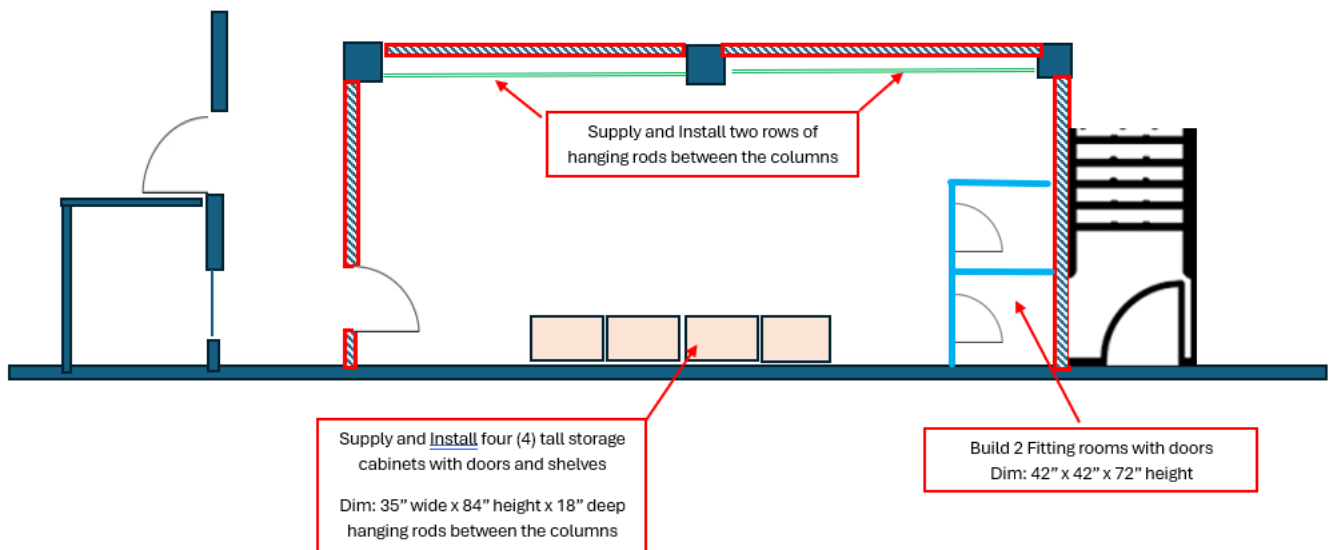 Supply and Install two rows of
hanging rods between the columns
Supply and Install four (4) tall storage
cabinets with doors and shelves
Dim: 35” wide x 84” height x 18” deep
hanging rods between the columns
Build 2 Fitting rooms with doors
Dim: 42” x 42” x 72” height